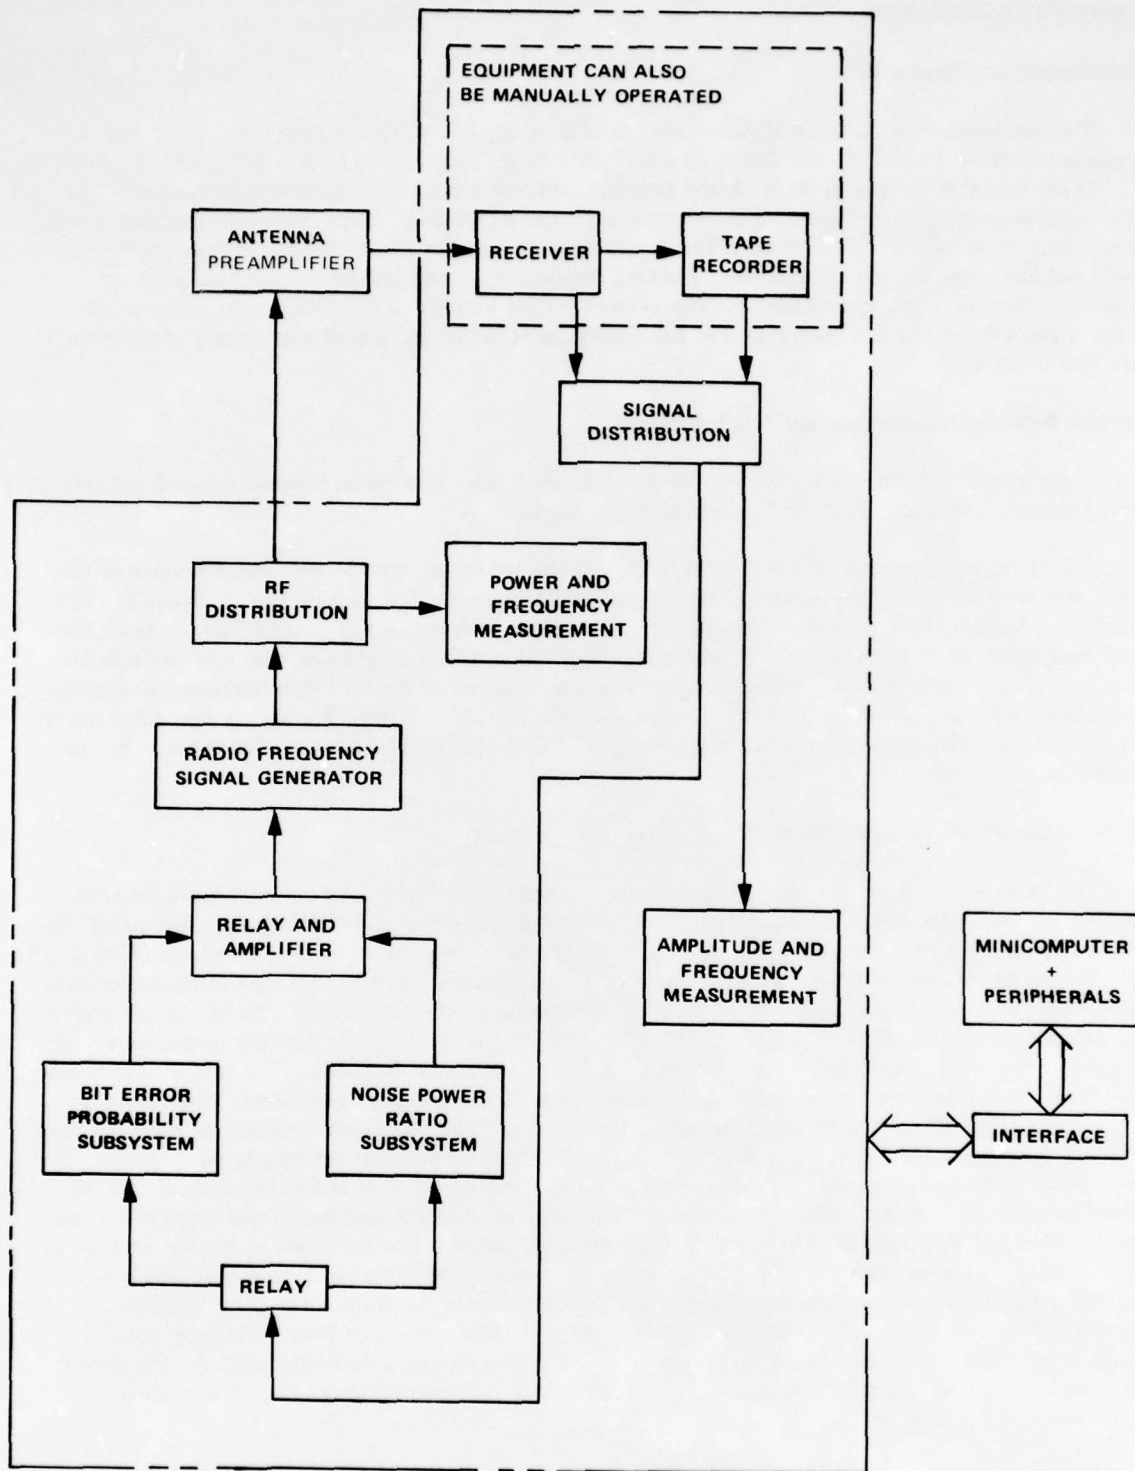 EQUIPMENT CAN ALSO
BE MANUALLY OPERATED
ANTENNA
PREAMPLIFIER
RECEIVER
TAPE
RECORDER
SIGNAL
DISTRIBUTION
RF
DISTRIBUTION
POWER AND
FREQUENCY
MEASUREMENT
RADIO FREQUENCY
SIGNAL GENERATOR
RELAY AND
AMPLIFIER
AMPLITUDE AND
FREQUENCY
MEASUREMENT
MINICOMPUTER
+
PERIPHERALS
BIT ERROR
PROBABILITY
SUBSYSTEM
NOISE POWER
RATIO
SUBSYSTEM
INTERFACE
RELAY